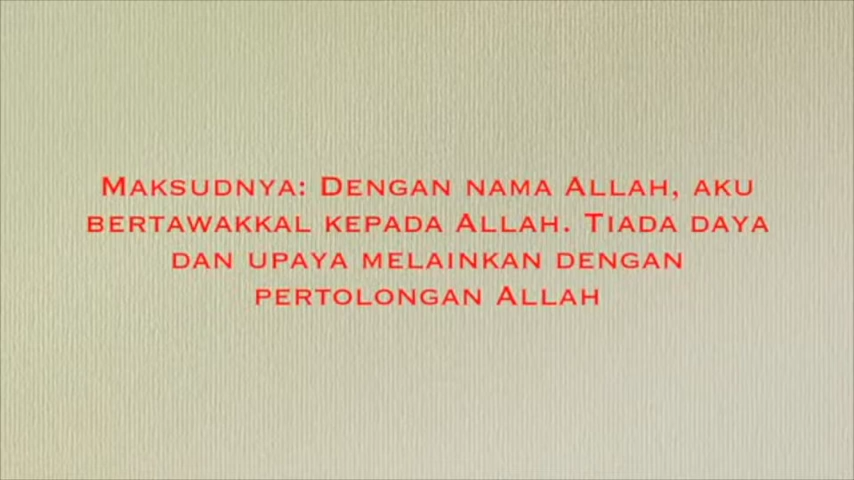 Maksudnya: Dengan nama Allah, aku
bertawakkal kepada Allah. Tiada daya
dan upaya melainkan dengan
pertolongan Allah